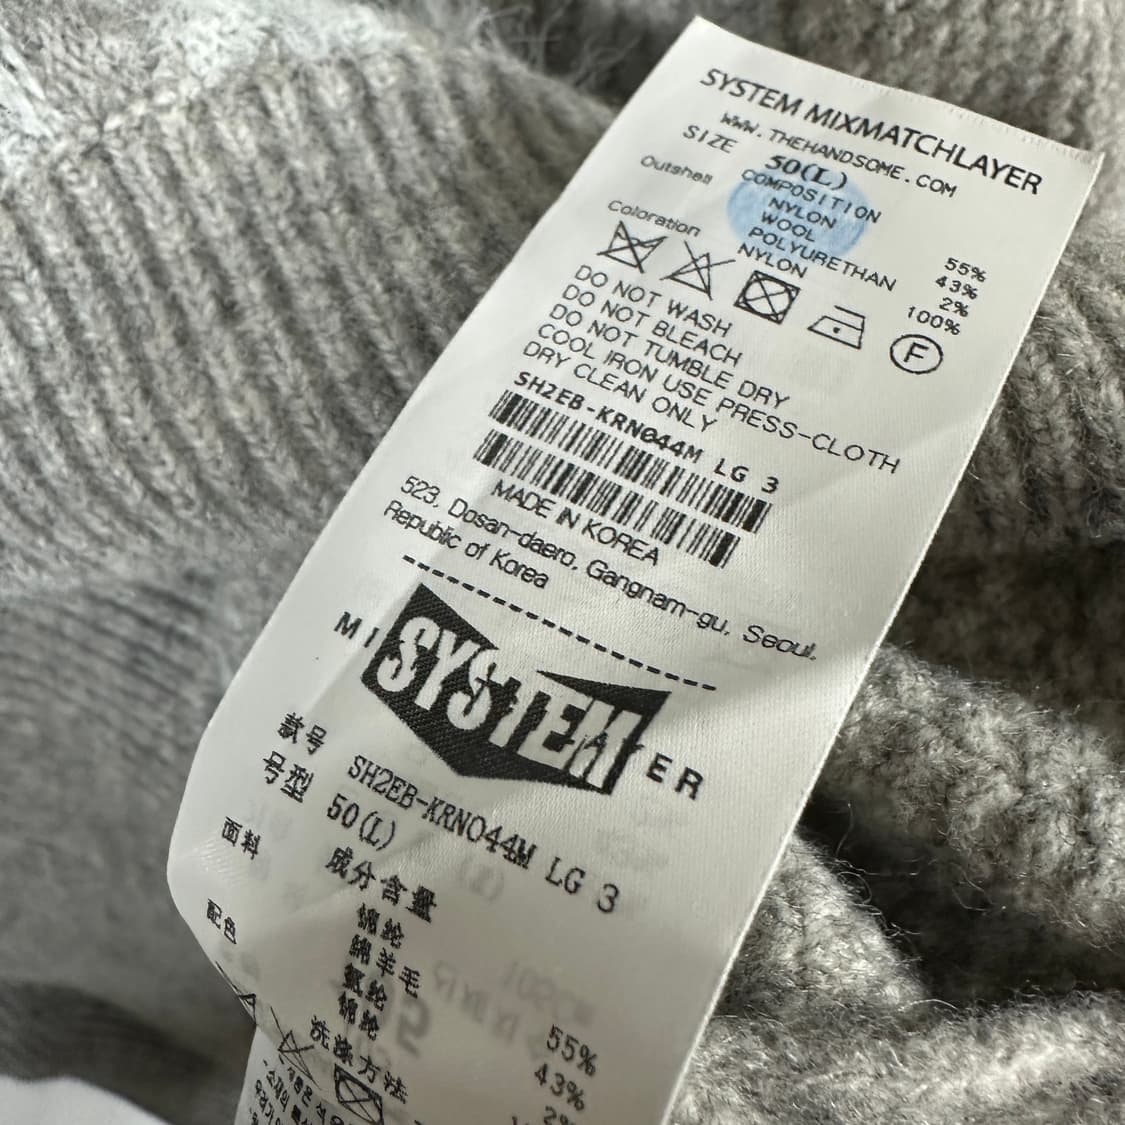 SYSTEM MIXMATCHLAYER
WWW.THEHANDSOME.COM
SIZE 50(L)
COMPOSITION
Outshell NYLON 55%
WOOL 43%
POLYURETHAN 2%
Coloration NYLON 100%
F
DO NOT WASH
DO NOT BLEACH
DO NOT TUMBLE DRY
COOL IRON USE PRESS-CLOTH
DRY CLEAN ONLY
SH2EB-KRN044M LG 3
MADE IN KOREA
523, Dosan-daero, Gangnam-gu, Seoul,
Republic of Korea
SYSTEM
款号 SH2EB-KRN044M LG 3
号型 50(L)
成分含量
面料 锦纶 55%
绵羊毛 43%
氨纶 2%
配色 锦纶
洗涤方法